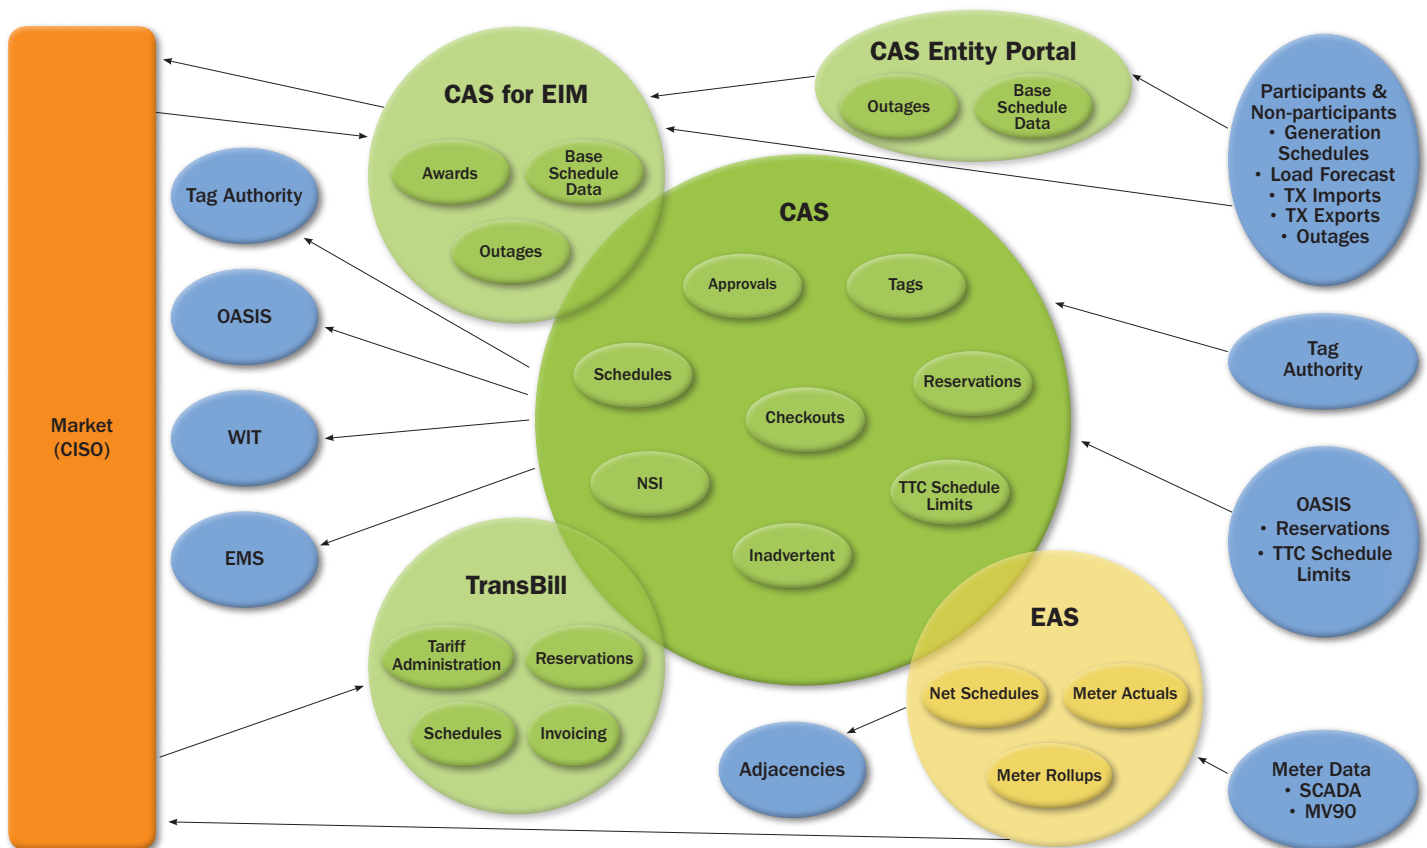 Market
(CISO)
Tag Authority
OASIS
WIT
EMS
CAS for EIM
Awards
Base
Schedule
Data
Outages
CAS Entity Portal
Outages
Base
Schedule
Data
CAS
Approvals
Tags
Schedules
Reservations
Checkouts
NSI
TTC Schedule
Limits
Inadvertent
TransBill
Tariff
Administration
Reservations
Schedules
Invoicing
EAS
Net Schedules
Meter Actuals
Meter Rollups
Adjacencies
Participants &
Non-participants
• Generation
Schedules
• Load Forecast
• TX Imports
• TX Exports
• Outages
Tag
Authority
OASIS
• Reservations
• TTC Schedule
Limits
Meter Data
• SCADA
• MV90